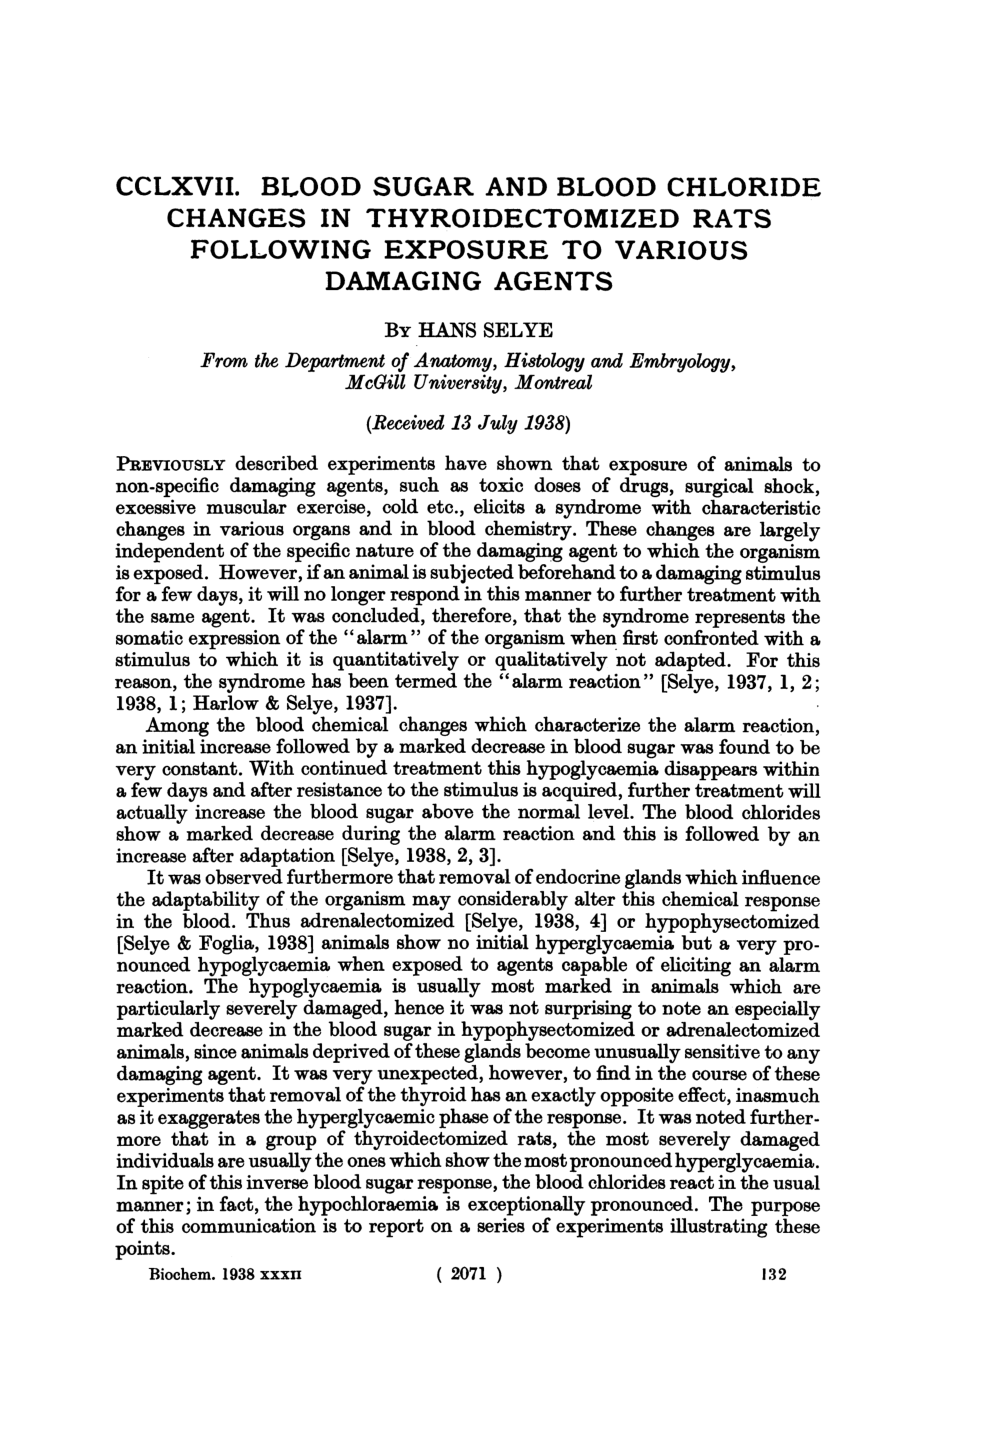 CCLXVII. BLOOD SUGAR AND BLOOD CHLORIDE
CHANGES IN THYROIDECTOMIZED RATS
FOLLOWING EXPOSURE TO VARIOUS
DAMAGING AGENTS
By HANS SELYE
From the Department of Anatomy, Histology and Embryology,
McGill University, Montreal
(Received 13 July 1938)
PREVIOUSLY described experiments have shown that exposure of animals to
non-specific damaging agents, such as toxic doses of drugs, surgical shock,
excessive muscular exercise, cold etc., elicits a syndrome with characteristic
changes in various organs and in blood chemistry. These changes are largely
independent of the specific nature of the damaging agent to which the organism
is exposed. However, if an animal is subjected beforehand to a damaging stimulus
for a few days, it will no longer respond in this manner to further treatment with
the same agent. It was concluded, therefore, that the syndrome represents the
somatic expression of the “alarm” of the organism when first confronted with a
stimulus to which it is quantitatively or qualitatively not adapted. For this
reason, the syndrome has been termed the “alarm reaction” [Selye, 1937, 1, 2;
1938, 1; Harlow & Selye, 1937].
Among the blood chemical changes which characterize the alarm reaction,
an initial increase followed by a marked decrease in blood sugar was found to be
very constant. With continued treatment this hypoglycaemia disappears within
a few days and after resistance to the stimulus is acquired, further treatment will
actually increase the blood sugar above the normal level. The blood chlorides
show a marked decrease during the alarm reaction and this is followed by an
increase after adaptation [Selye, 1938, 2, 3].
It was observed furthermore that removal of endocrine glands which influence
the adaptability of the organism may considerably alter this chemical response
in the blood. Thus adrenalectomized [Selye, 1938, 4] or hypophysectomized
[Selye & Foglia, 1938] animals show no initial hyperglycaemia but a very pro-
nounced hypoglycaemia when exposed to agents capable of eliciting an alarm
reaction. The hypoglycaemia is usually most marked in animals which are
particularly severely damaged, hence it was not surprising to note an especially
marked decrease in the blood sugar in hypophysectomized or adrenalectomized
animals, since animals deprived of these glands become unusually sensitive to any
damaging agent. It was very unexpected, however, to find in the course of these
experiments that removal of the thyroid has an exactly opposite effect, inasmuch
as it exaggerates the hyperglycaemic phase of the response. It was noted further-
more that in a group of thyroidectomized rats, the most severely damaged
individuals are usually the ones which show the most pronounced hyperglycaemia.
In spite of this inverse blood sugar response, the blood chlorides react in the usual
manner; in fact, the hypochloraemia is exceptionally pronounced. The purpose
of this communication is to report on a series of experiments illustrating these
points.
Biochem. 1938 XXXII ( 2071 ) 132